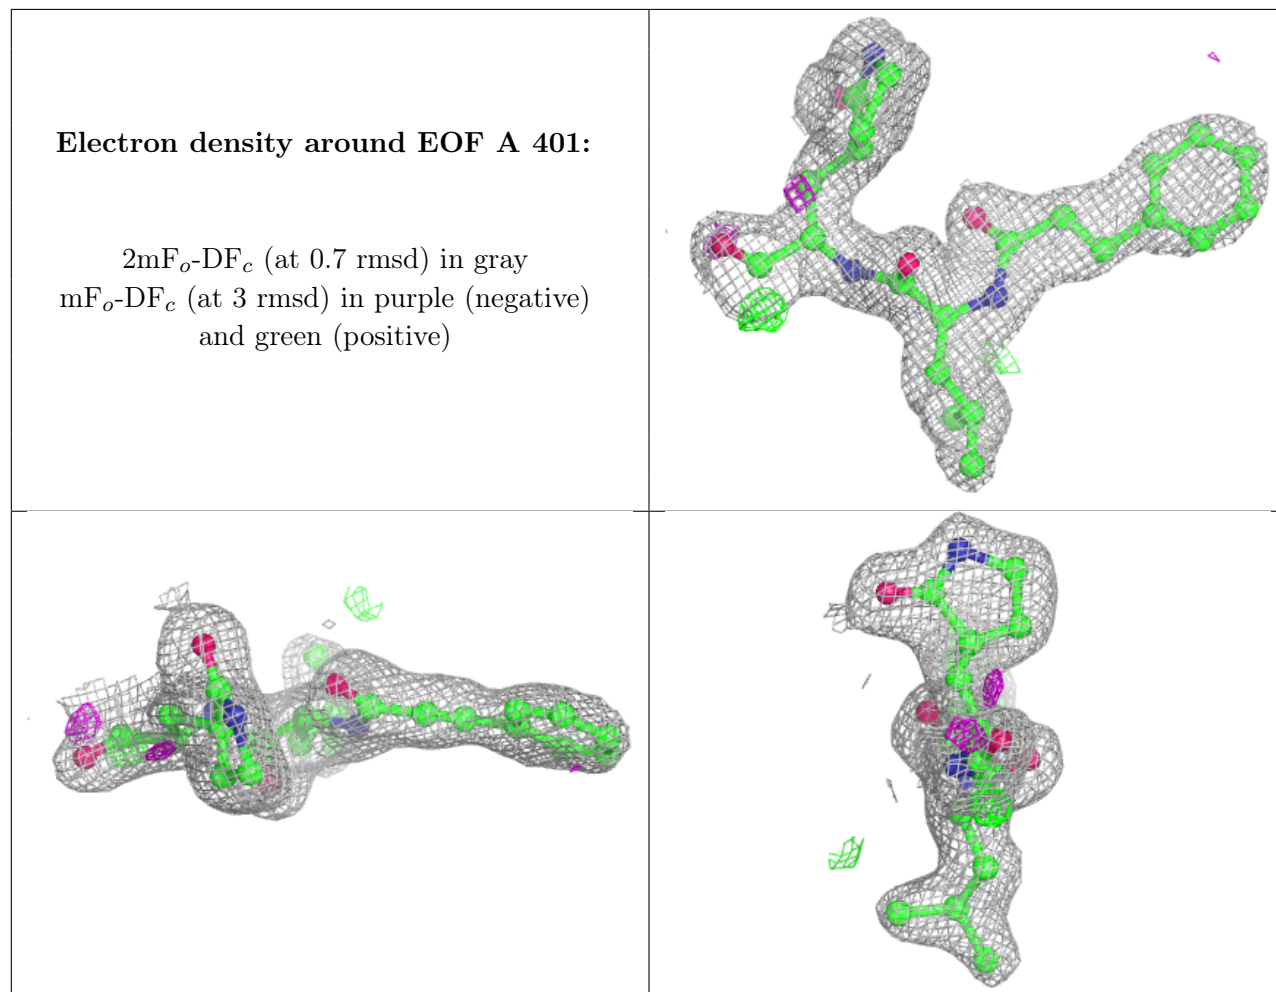 Electron density around EOF A 401:
2mFo-DFc (at 0.7 rmsd) in gray
mFo-DFc (at 3 rmsd) in purple (negative)
and green (positive)